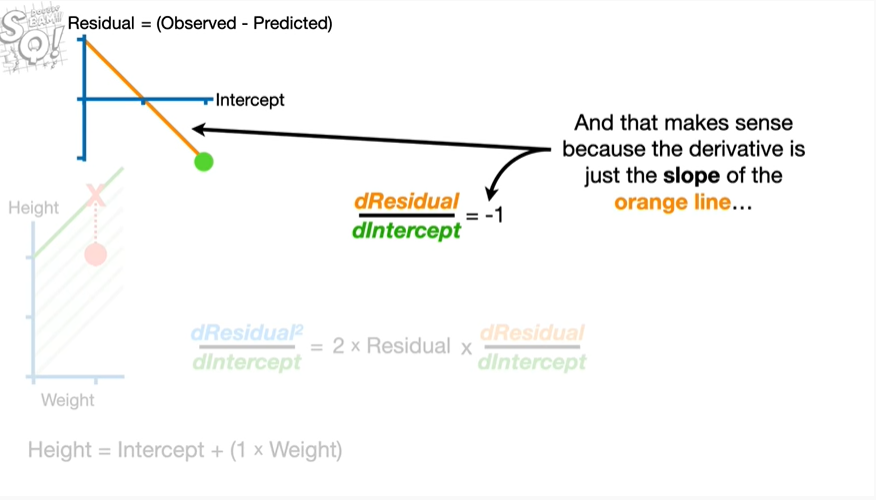 SQ!
Residual = (Observed - Predicted)
Intercept
And that makes sense
because the derivative is
just the slope of the
orange line...
dResidual
dIntercept
= -1
Height
dResidual²
dIntercept
= 2 × Residual ×
dResidual
dIntercept
Weight
Height = Intercept + (1 × Weight)